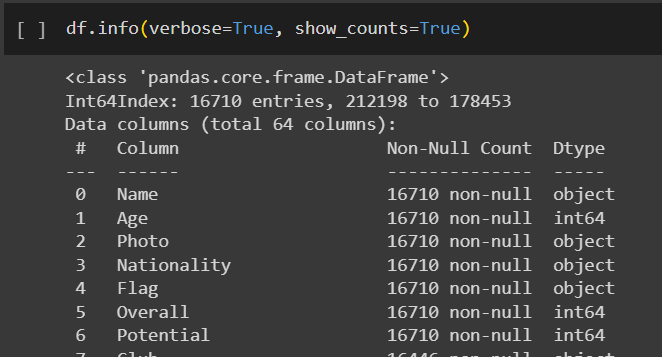 [ ] df.info(verbose=True, show_counts=True)
<class 'pandas.core.frame.DataFrame'>
Int64Index: 16710 entries, 212198 to 178453
Data columns (total 64 columns):
 #   Column                    Non-Null Count  Dtype
---  ------                    --------------  -----
 0   Name                      16710 non-null  object
 1   Age                       16710 non-null  int64
 2   Photo                     16710 non-null  object
 3   Nationality               16710 non-null  object
 4   Flag                      16710 non-null  object
 5   Overall                   16710 non-null  int64
 6   Potential                 16710 non-null  int64
 7   Club                      16446 non-null  object